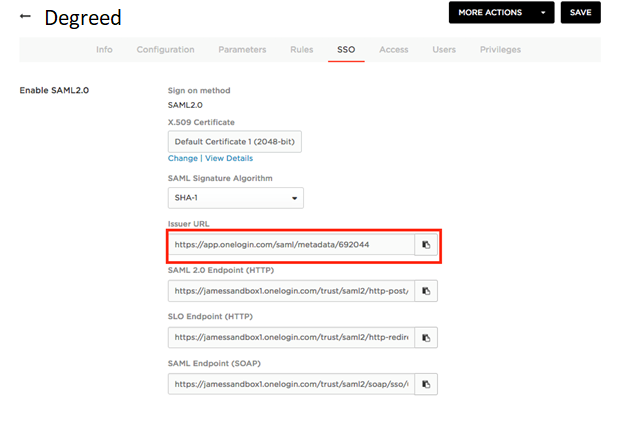 ← Degreed
MORE ACTIONS SAVE
Info Configuration Parameters Rules SSO Access Users Privileges
Enable SAML2.0
Sign on method
SAML2.0
X.509 Certificate
Default Certificate 1 (2048-bit)
Change | View Details
SAML Signature Algorithm
SHA-1
Issuer URL
https://app.onelogin.com/saml/metadata/692044
SAML 2.0 Endpoint (HTTP)
https://jamessandbox1.onelogin.com/trust/saml2/http-post/
SLO Endpoint (HTTP)
https://jamessandbox1.onelogin.com/trust/saml2/http-redire
SAML Endpoint (SOAP)
https://jamessandbox1.onelogin.com/trust/saml2/soap/sso/